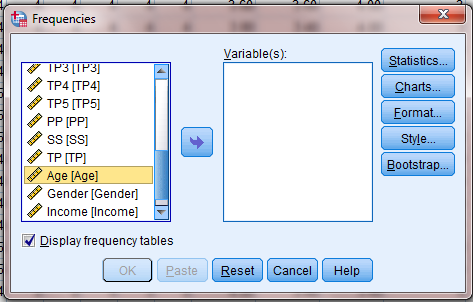 Frequencies
Variable(s):
TP3 [TP3]
TP4 [TP4]
TP5 [TP5]
PP [PP]
SS [SS]
TP [TP]
Age [Age]
Gender [Gender]
Income [Income]
Statistics...
Charts...
Format...
Style...
Bootstrap...
Display frequency tables
OK Paste Reset Cancel Help